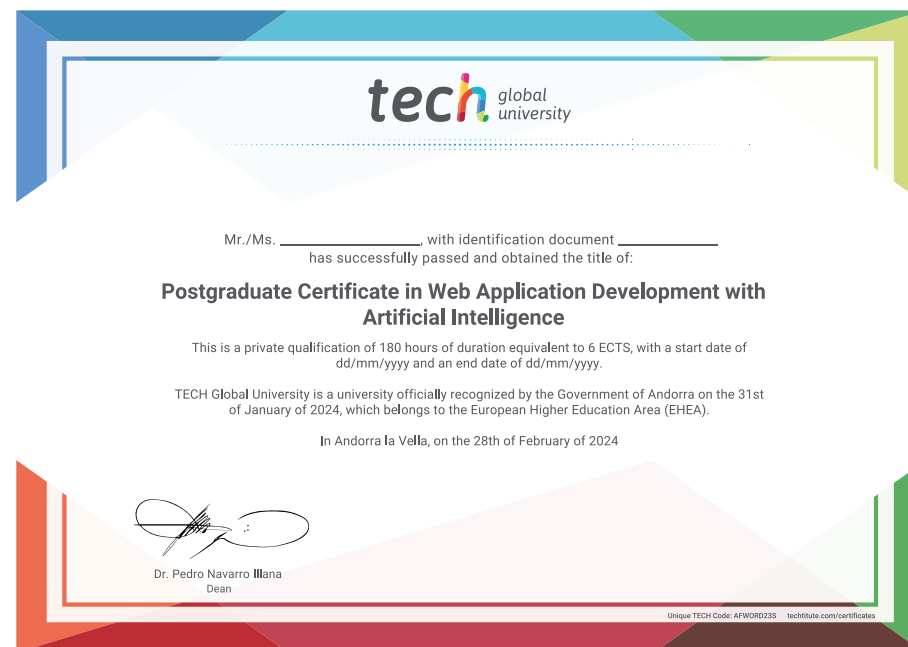 tech global university
Mr./Ms. ____________________, with identification document ______________
has successfully passed and obtained the title of:
Postgraduate Certificate in Web Application Development with
Artificial Intelligence
This is a private qualification of 180 hours of duration equivalent to 6 ECTS, with a start date of
dd/mm/yyyy and an end date of dd/mm/yyyy.
TECH Global University is a university officially recognized by the Government of Andorra on the 31st
of January of 2024, which belongs to the European Higher Education Area (EHEA).
In Andorra la Vella, on the 28th of February of 2024
Dr. Pedro Navarro Illana
Dean
Unique TECH Code: AFWORD23S techtitute.com/certificates